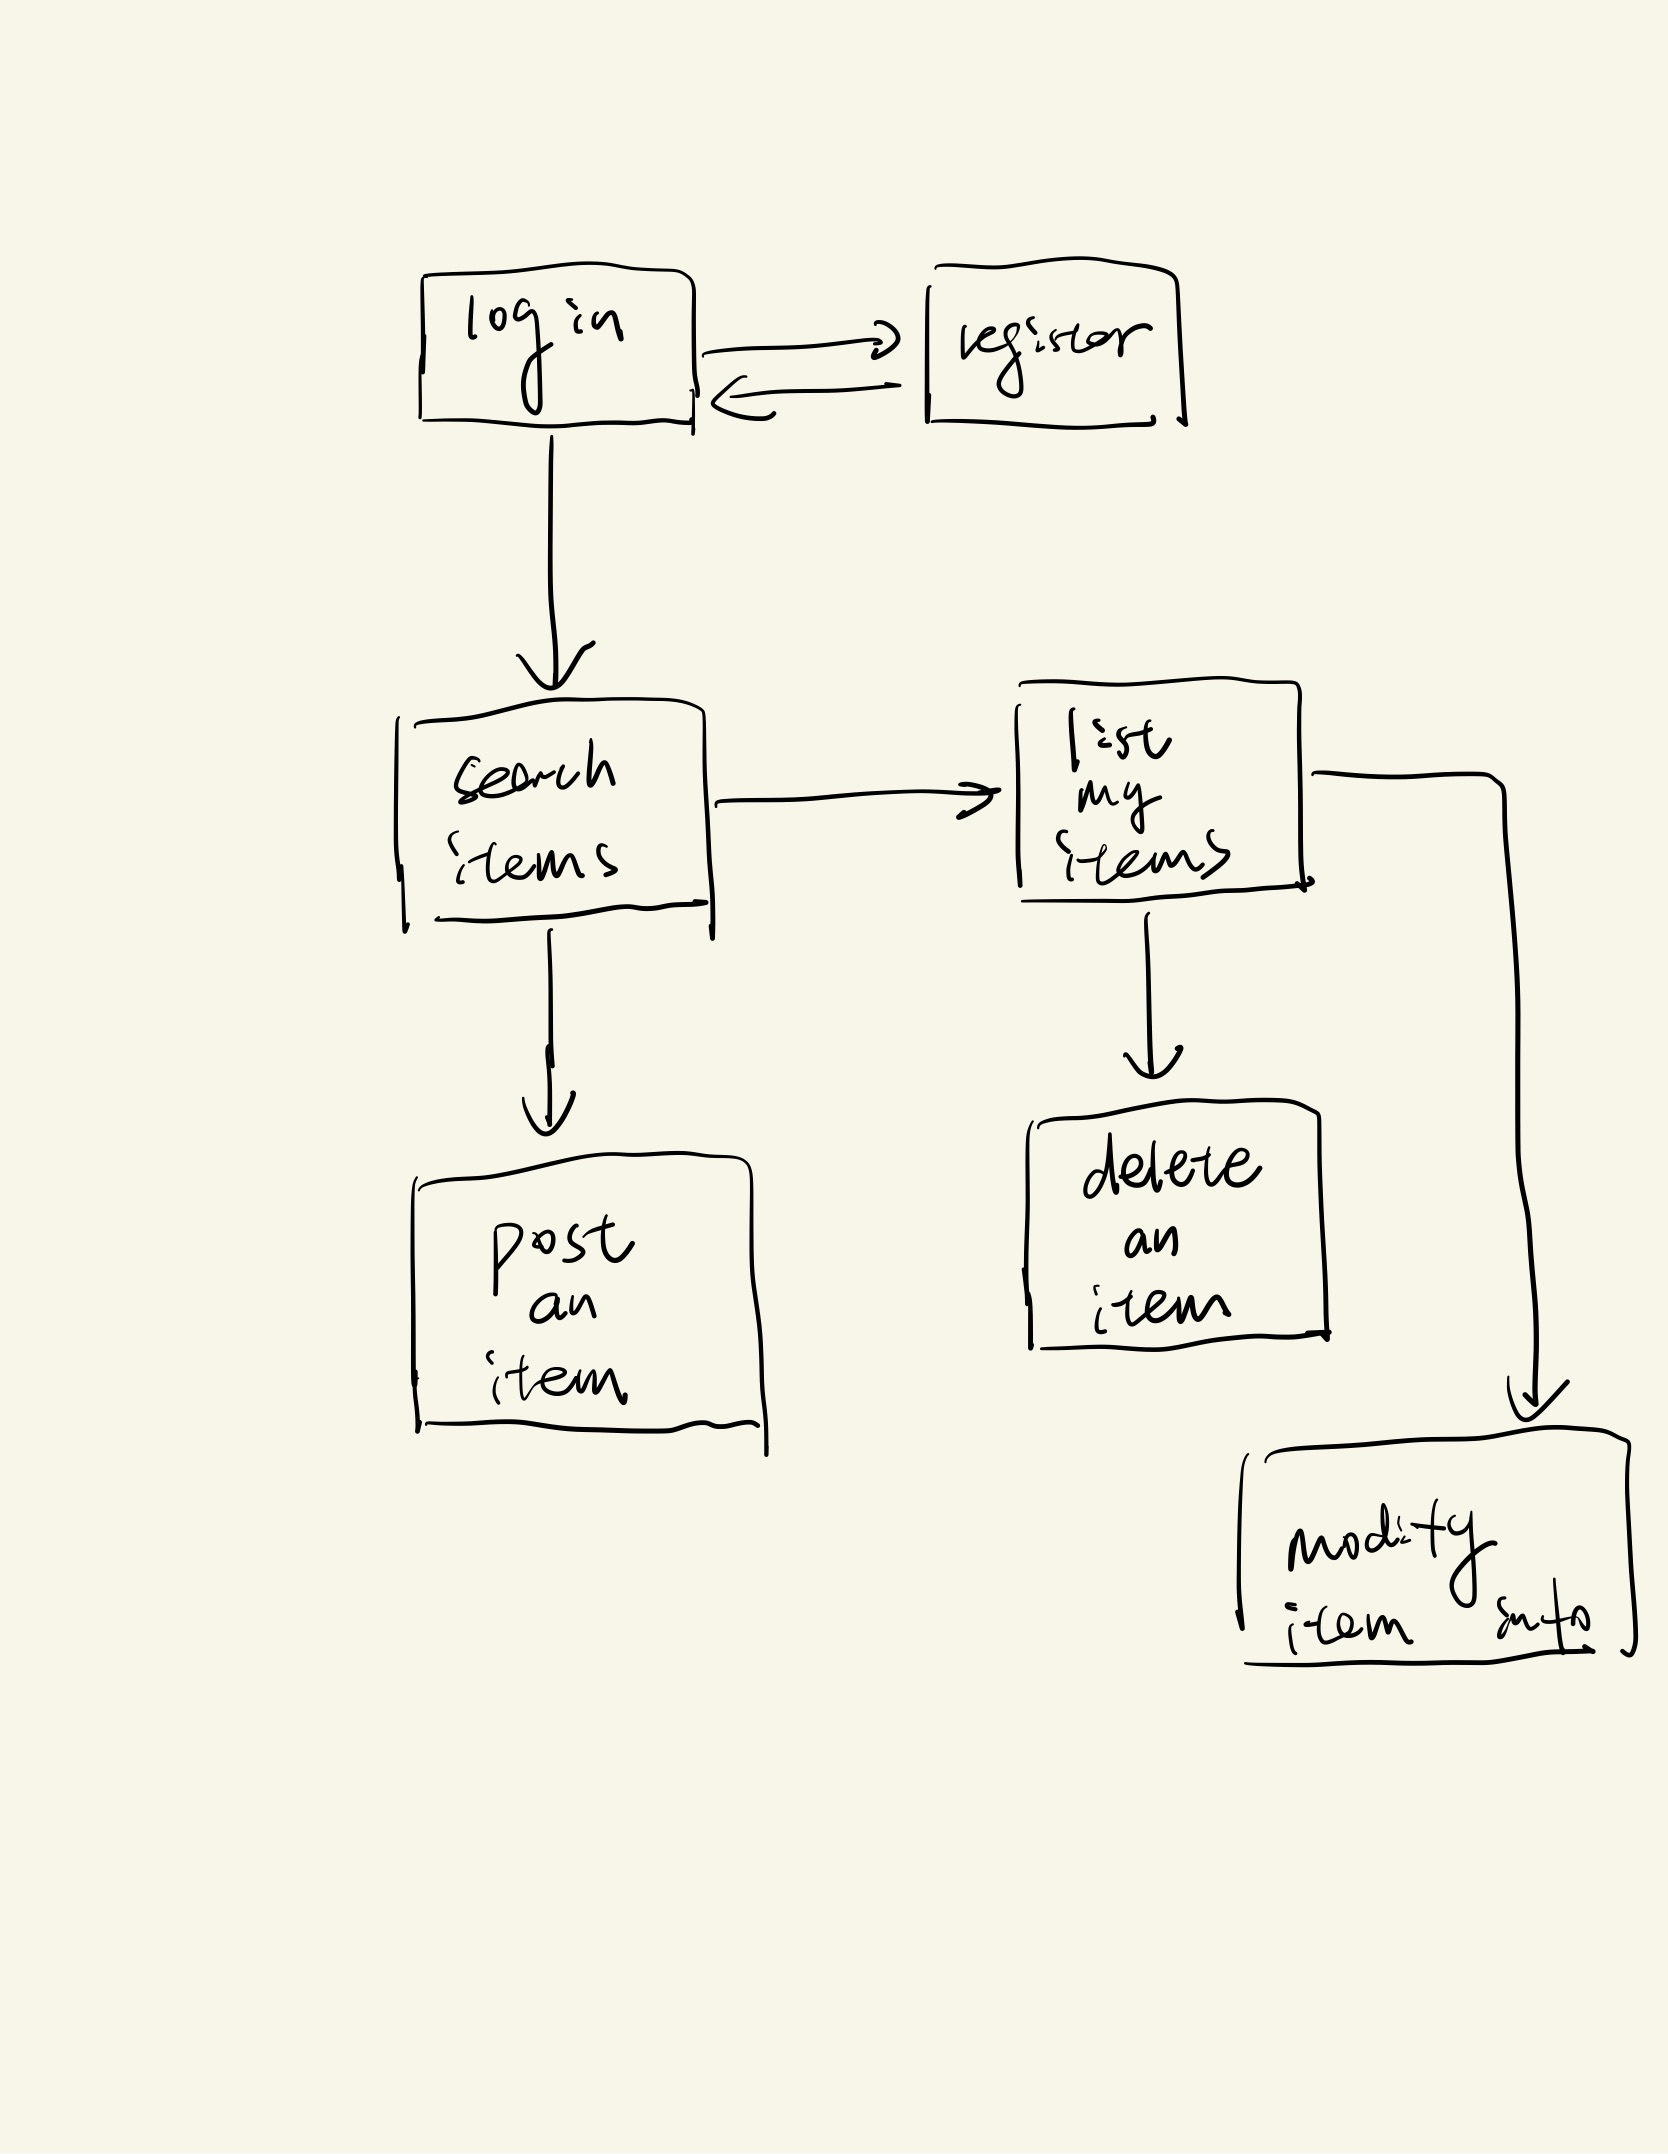 log in
register
search
items
list
my
items
post
an
item
delete
an
item
modify
item info